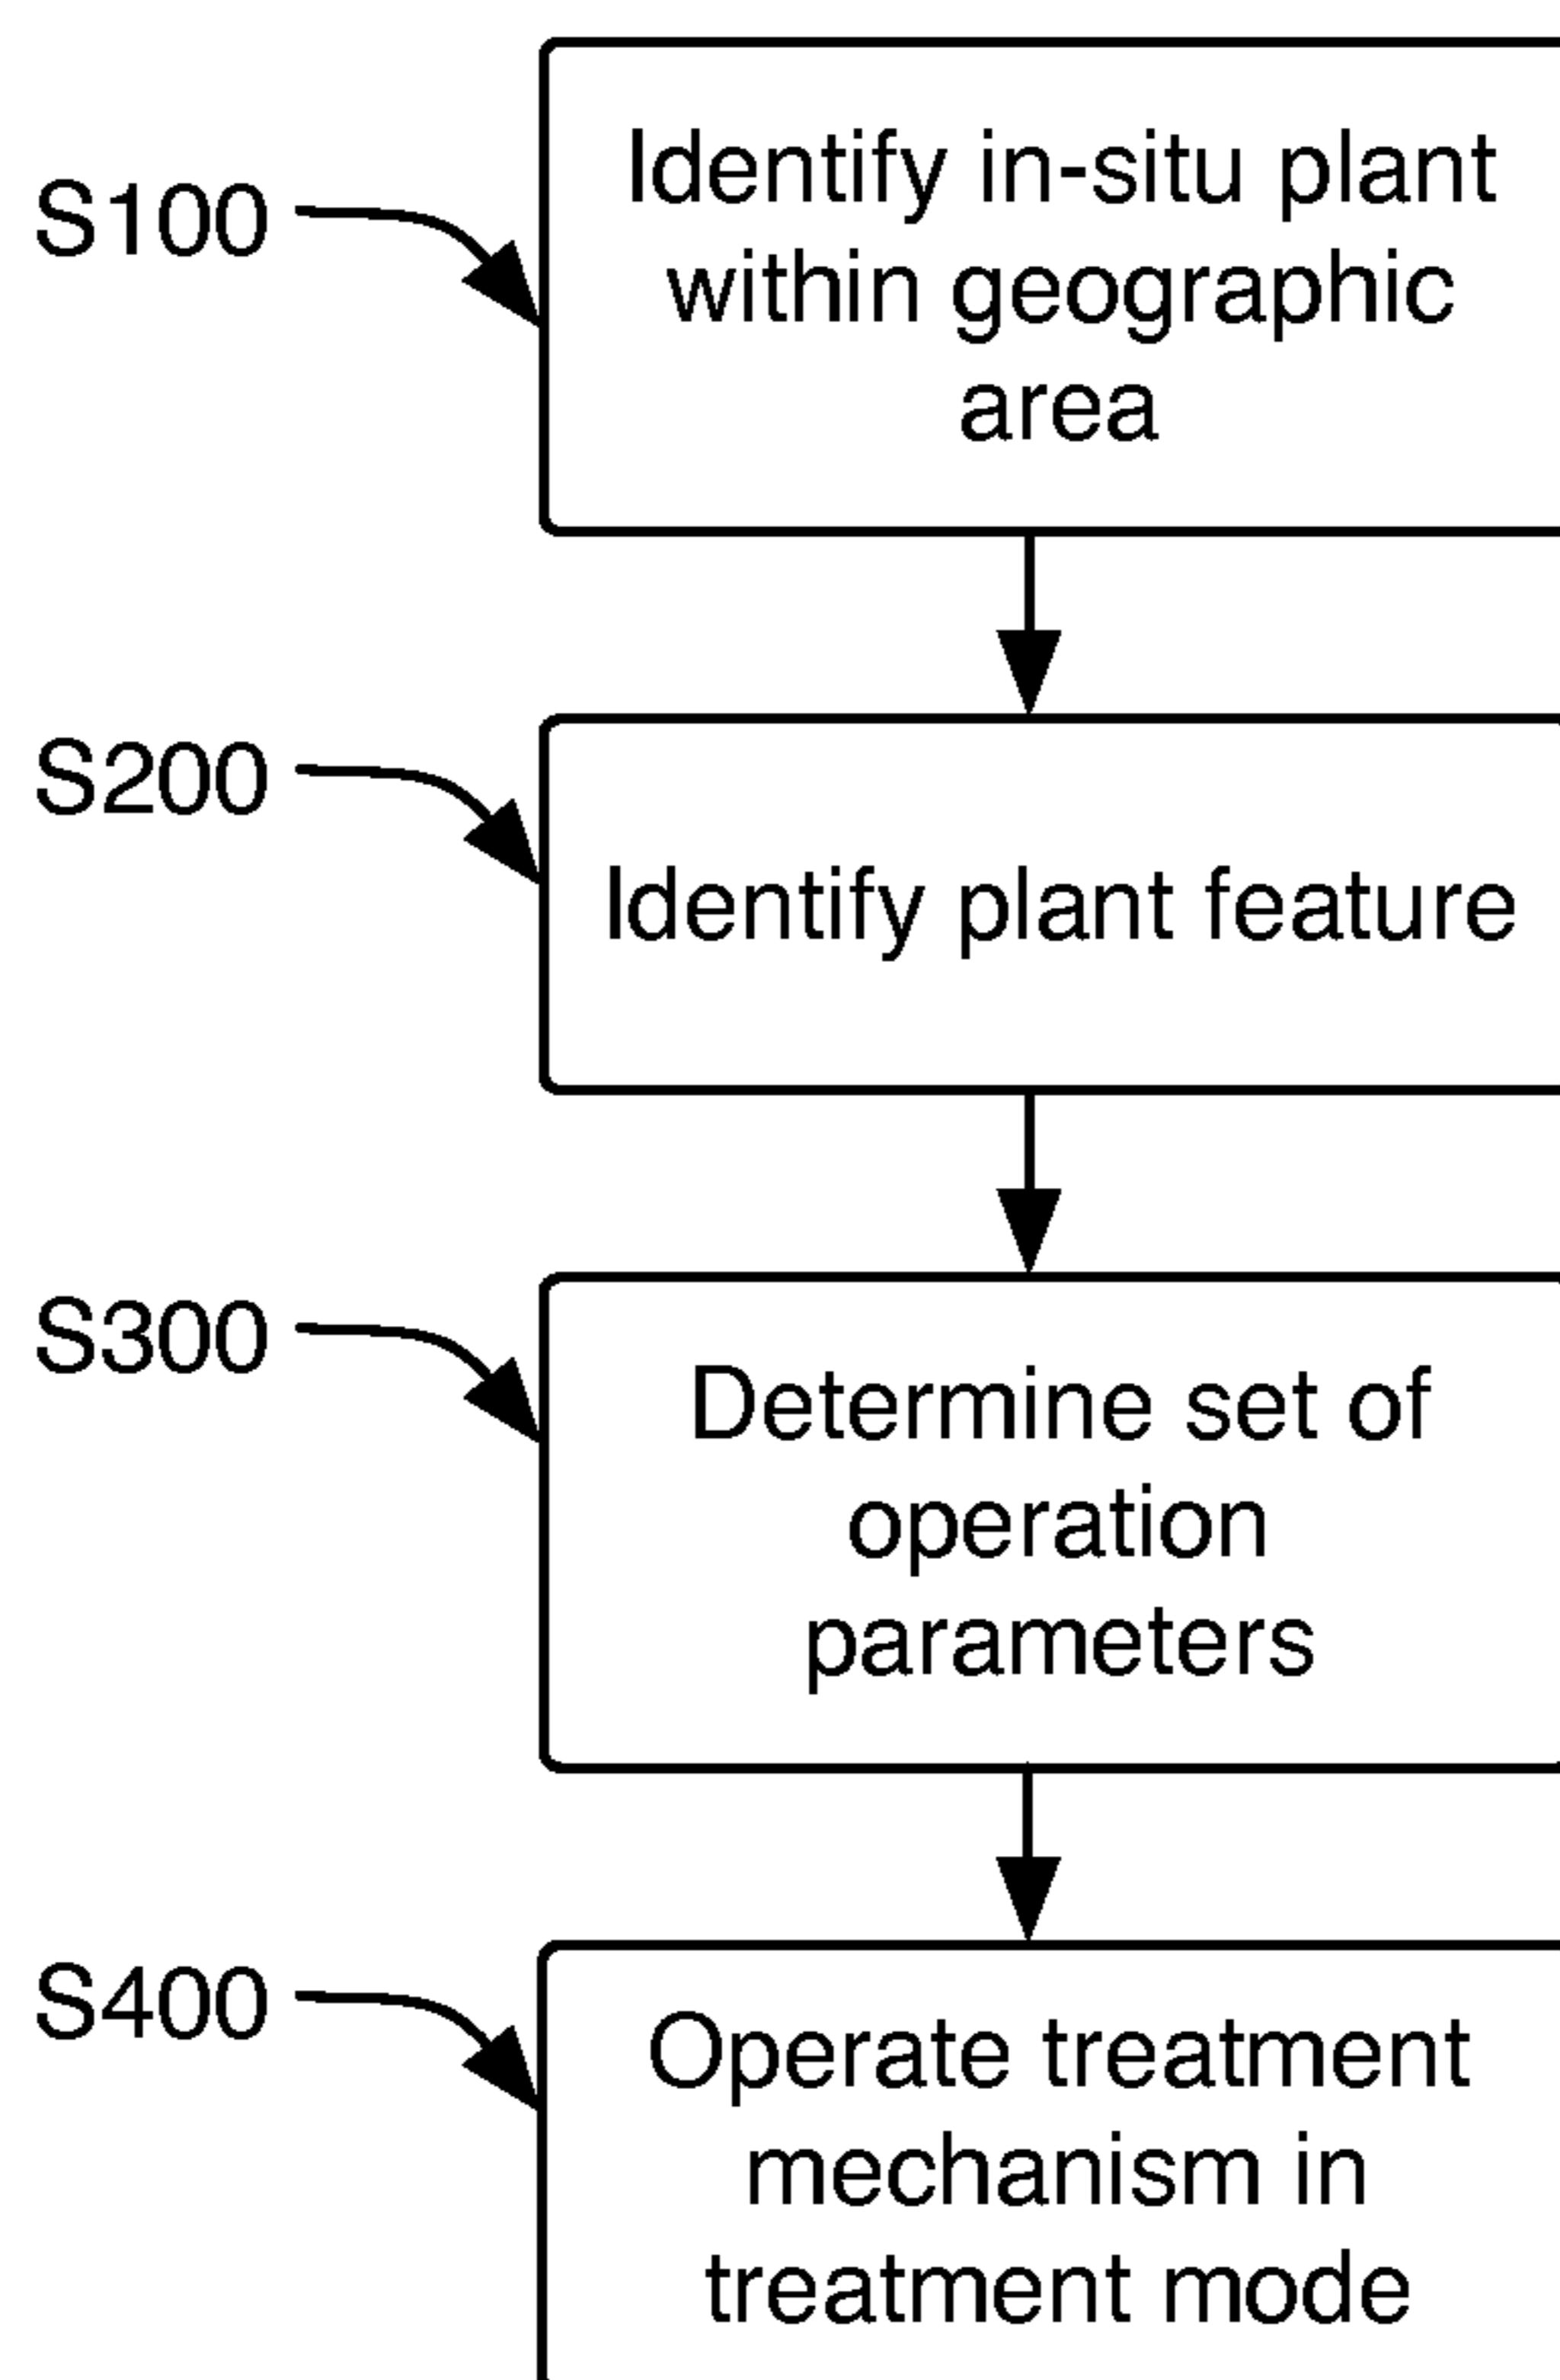 S100
Identify in-situ plant
within geographic
area
S200
Identify plant feature
S300
Determine set of
operation
parameters
S400
Operate treatment
mechanism in
treatment mode